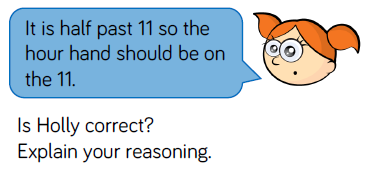 It is half past 11 so the
hour hand should be on
the 11.
Is Holly correct?
Explain your reasoning.